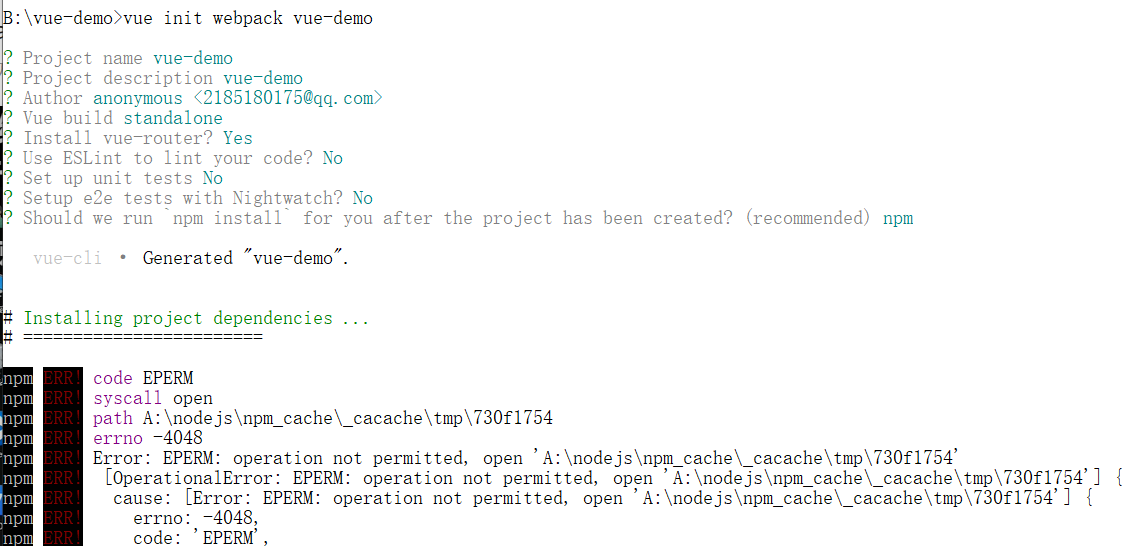 B:\vue-demo>vue init webpack vue-demo
? Project name vue-demo
? Project description vue-demo
? Author anonymous <2185180175@qq.com>
? Vue build standalone
? Install vue-router? Yes
? Use ESLint to lint your code? No
? Set up unit tests No
? Setup e2e tests with Nightwatch? No
? Should we run `npm install` for you after the project has been created? (recommended) npm
vue-cli · Generated "vue-demo".
# Installing project dependencies ...
# ========================
npm ERR! code EPERM
npm ERR! syscall open
npm ERR! path A:\nodejs\npm_cache\_cacache\tmp\730f1754
npm ERR! errno -4048
npm ERR! Error: EPERM: operation not permitted, open 'A:\nodejs\npm_cache\_cacache\tmp\730f1754'
npm ERR! [OperationalError: EPERM: operation not permitted, open 'A:\nodejs\npm_cache\_cacache\tmp\730f1754'] {
npm ERR! cause: [Error: EPERM: operation not permitted, open 'A:\nodejs\npm_cache\_cacache\tmp\730f1754'] {
npm ERR! errno: -4048,
npm ERR! code: 'EPERM',